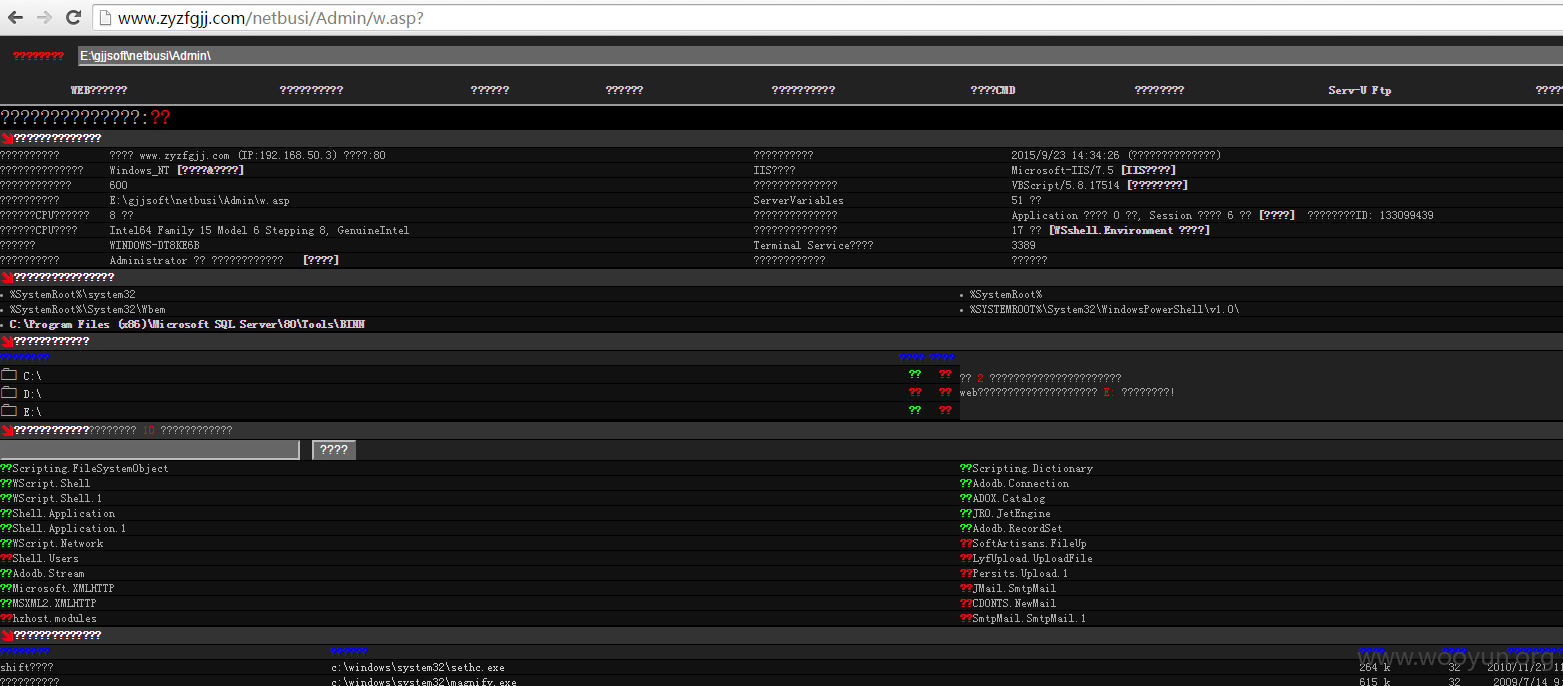 www.zyzfgjj.com/netbusi/Admin/w.asp?
???????? E:\gjjsoft\netbusi\Admin\
WEB?????? ?????????? ?????? ?????? ?????????? ????CMD ???????? Serv-U Ftp ????
??????????????:??
??????????????
?????????? ???? www.zyzfgjj.com (IP:192.168.50.3) ????:80 ?????????? 2015/9/23 14:34:26 (??????????????)
?????????????? Windows_NT [????&????] IIS???? Microsoft-IIS/7.5 [IIS????]
???????????? 600 ?????????????? VBScript/5.8.17514 [????????]
?????????? E:\gjjsoft\netbusi\Admin\w.asp ServerVariables 51 ??
??????CPU?????? 8 ?? ?????????????? Application ???? 0 ??, Session ???? 6 ?? [????] ????????ID: 133099439
??????CPU???? Intel64 Family 15 Model 6 Stepping 8, GenuineIntel ?????????????? 17 ?? [WSshell.Environment ????]
?????? WINDOWS-DT8KE6B Terminal Service???? 3389
?????????? Administrator ?? ???????????? [????] ???????????? ??????
????????????????
• %SystemRoot%\system32 • %SystemRoot%
• %SystemRoot%\System32\Wbem • %SYSTEMROOT%\System32\WindowsPowerShell\v1.0\
• C:\Program Files (x86)\Microsoft SQL Server\80\Tools\BINN
????????????
???????? ???? ????
C:\ ?? ?? ?? 2 ??????????????????????
D:\ ?? ?? web???????????????????? E: ????????!
E:\ ?? ??
???????????????????? 10 ????????????
????
??Scripting.FileSystemObject ??Scripting.Dictionary
??WScript.Shell ??Adodb.Connection
??WScript.Shell.1 ??ADOX.Catalog
??Shell.Application ??JRO.JetEngine
??Shell.Application.1 ??Adodb.RecordSet
??WScript.Network ??SoftArtisans.FileUp
??Shell.Users ??LyfUpload.UploadFile
??Adodb.Stream ??Persits.Upload.1
??Microsoft.XMLHTTP ??JMail.SmtpMail
??MSXML2.XMLHTTP ??CDONTS.NewMail
??hzhost.modules ??SmtpMail.SmtpMail.1
??????????????
???????? ??????
shift???? c:\windows\system32\sethc.exe 264 k 32 2010/11/21
?????????? c:\windows\system32\magnify.exe 615 k 32 2009/7/14
www.wooyun.org